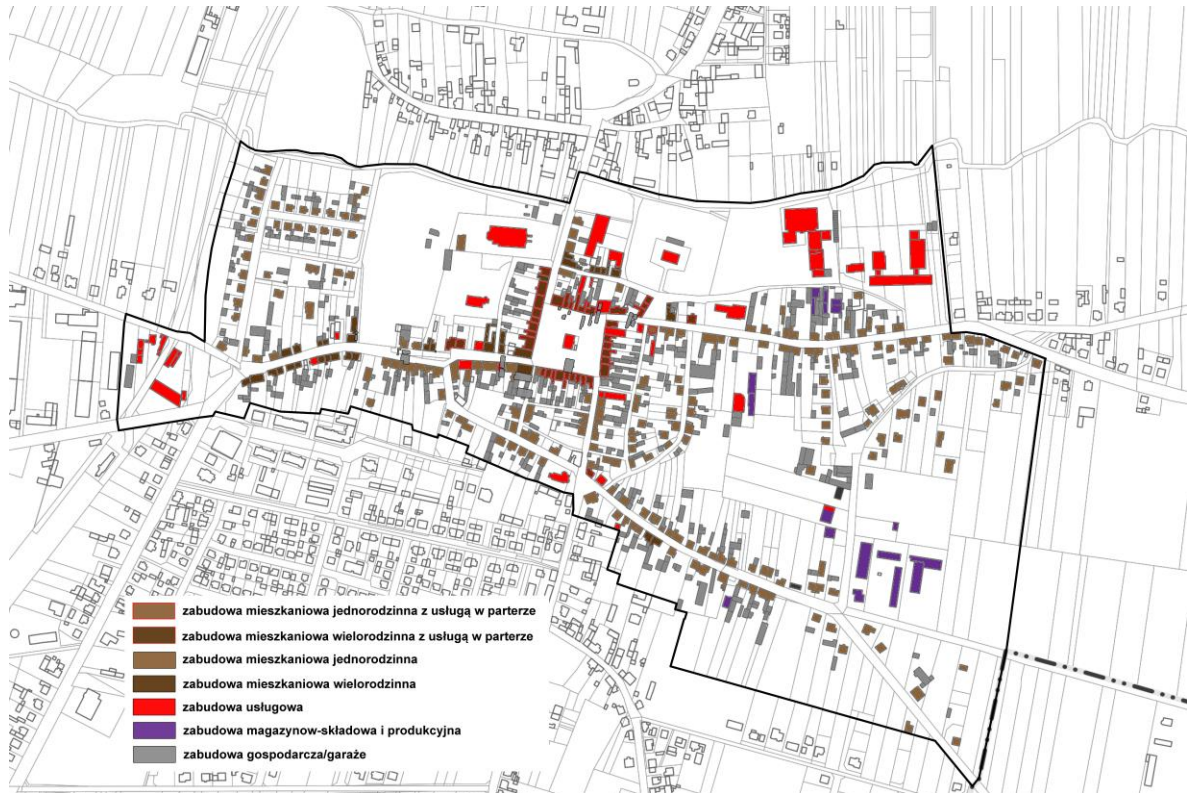 zabudowa mieszkaniowa jednorodzinna z usługą w parterze
zabudowa mieszkaniowa wielorodzinna z usługą w parterze
zabudowa mieszkaniowa jednorodzinna
zabudowa mieszkaniowa wielorodzinna
zabudowa usługowa
zabudowa magazynow-składowa i produkcyjna
zabudowa gospodarcza/garaże